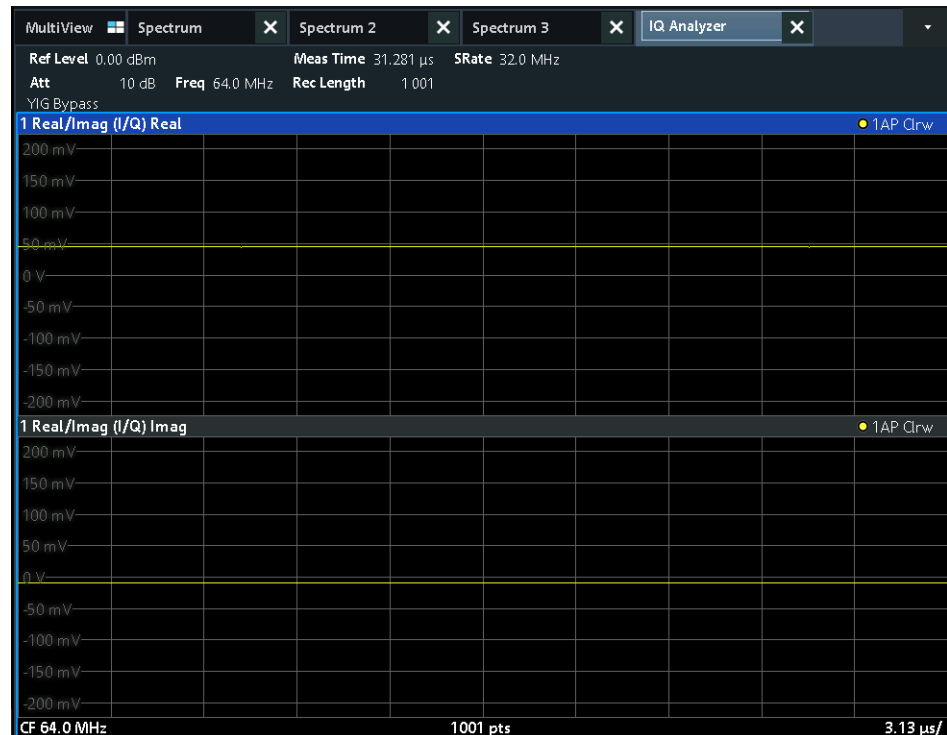 MultiView Spectrum X Spectrum 2 X Spectrum 3 X IQ Analyzer X
Ref Level 0.00 dBm Meas Time 31.281 µs SRate 32.0 MHz
Att 10 dB Freq 64.0 MHz Rec Length 1001
YIG Bypass
1 Real/Imag (I/Q) Real 1AP Clrw
200 mV
150 mV
100 mV
50 mV
0 V
-50 mV
-100 mV
-150 mV
-200 mV
1 Real/Imag (I/Q) Imag 1AP Clrw
200 mV
150 mV
100 mV
50 mV
0 V
-50 mV
-100 mV
-150 mV
-200 mV
CF 64.0 MHz 1001 pts 3.13 µs/